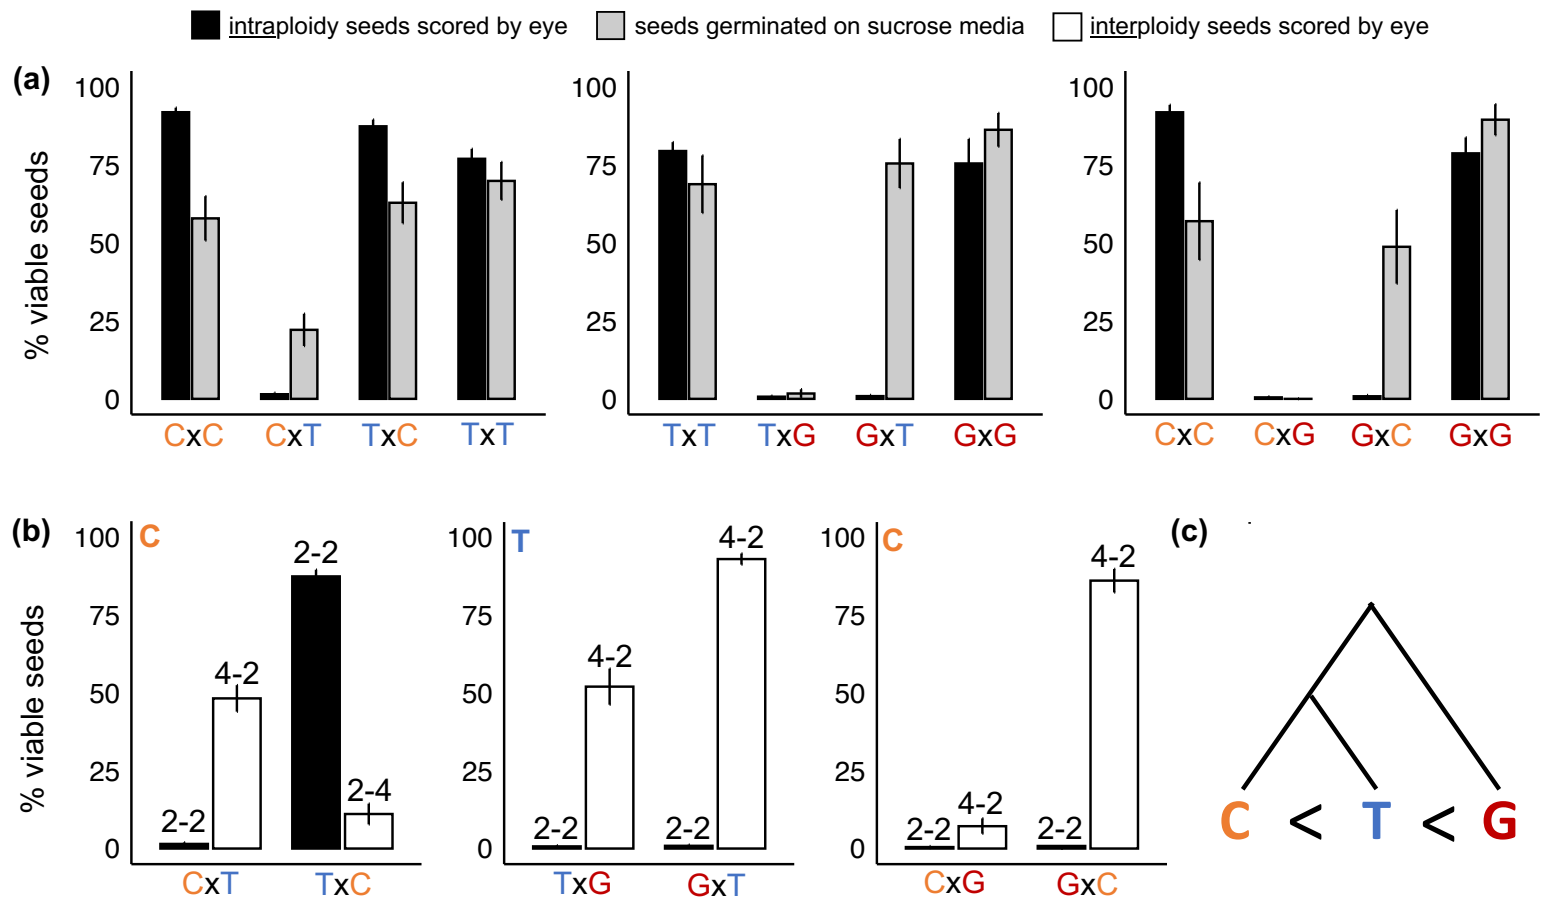 intraploidy seeds scored by eye seeds germinated on sucrose media interploidy seeds scored by eye
(a)
% viable seeds
100 75 50 25 0
CxC CxT TxC TxT
100 75 50 25 0
TxT TxG GxT GxG
100 75 50 25 0
CxC CxG GxC GxG
(b)
% viable seeds
C
100 75 50 25 0
2-2 4-2 2-2 2-4
CxT TxC
T
100 75 50 25 0
2-2 4-2 2-2 4-2
TxG GxT
C
100 75 50 25 0
2-2 4-2 2-2 4-2
CxG GxC
(c)
C < T < G